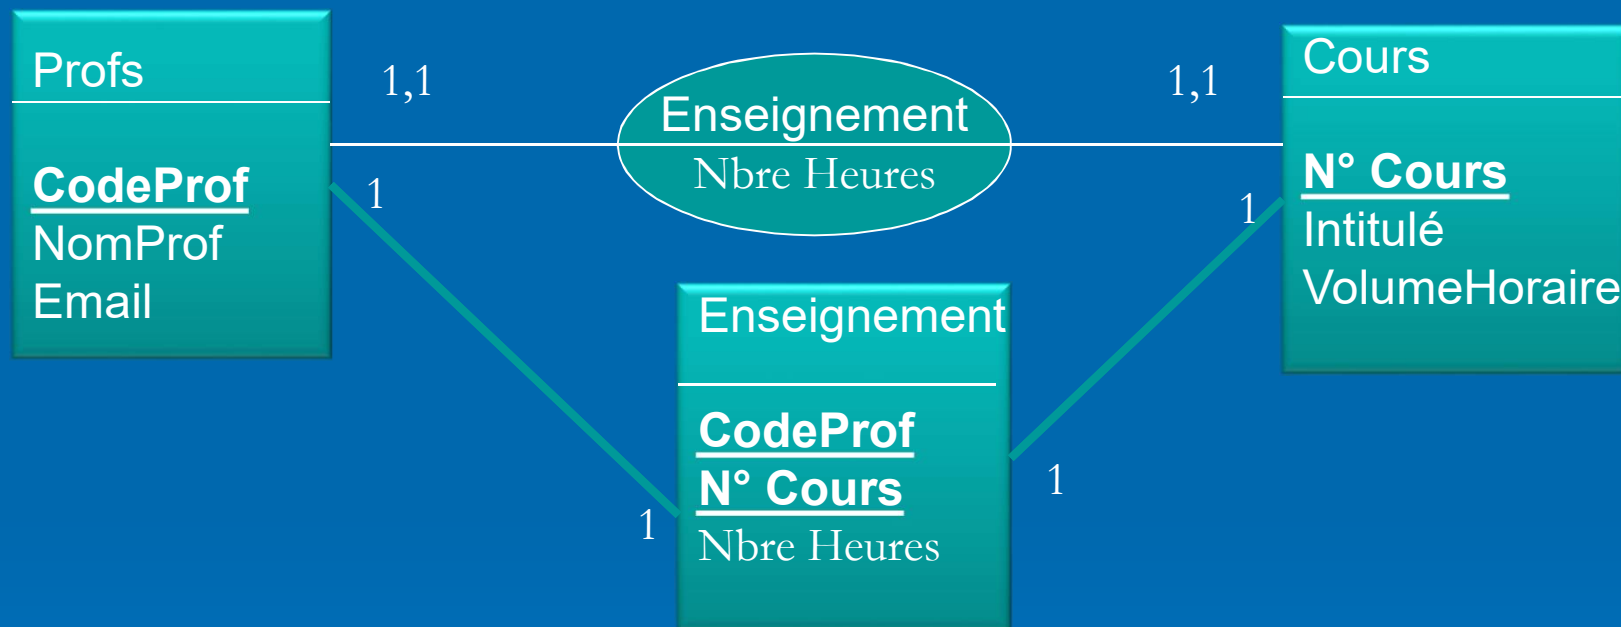 Profs
CodeProf
NomProf
Email
1,1
1
Enseignement
Nbre Heures
1,1
1
Cours
N° Cours
Intitulé
VolumeHoraire
Enseignement
CodeProf
N° Cours
Nbre Heures
1
1